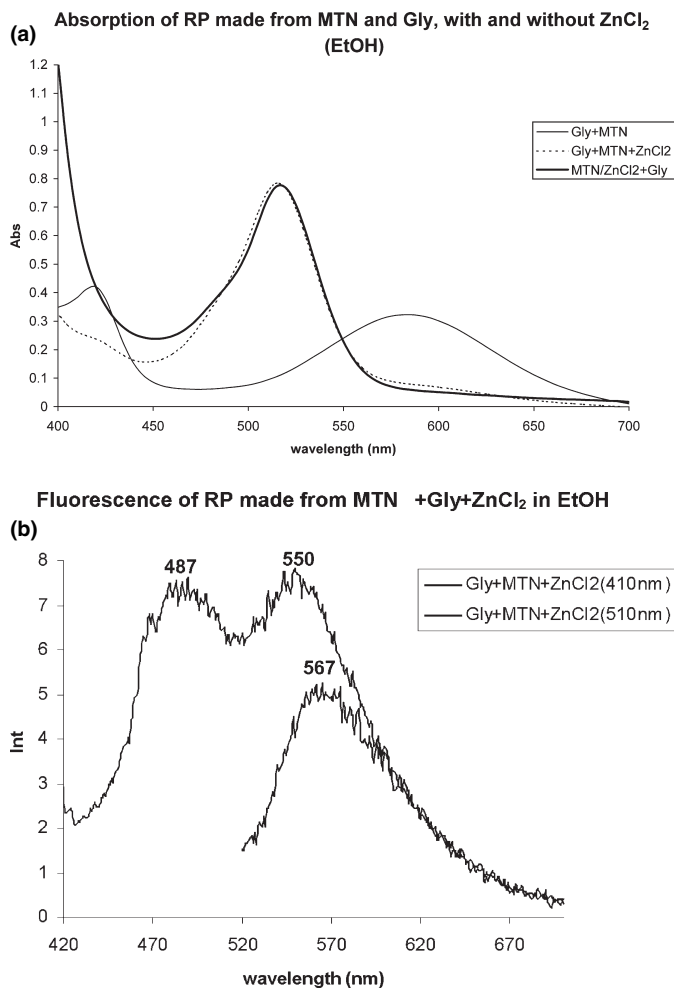 (a)
Absorption of RP made from MTN and Gly, with and without ZnCl₂
(EtOH)
1.2
1.1
1
0.9
0.8
0.7
0.6
0.5
0.4
0.3
0.2
0.1
0
Abs
400 450 500 550 600 650 700
wavelength (nm)
Gly+MTN
Gly+MTN+ZnCl2
MTN/ZnCl2+Gly
Fluorescence of RP made from MTN +Gly+ZnCl₂ in EtOH
(b)
8
7
6
5
4
3
2
1
0
Int
487
550
567
Gly+MTN+ZnCl2(410nm)
Gly+MTN+ZnCl2(510nm)
420 470 520 570 620 670
wavelength (nm)